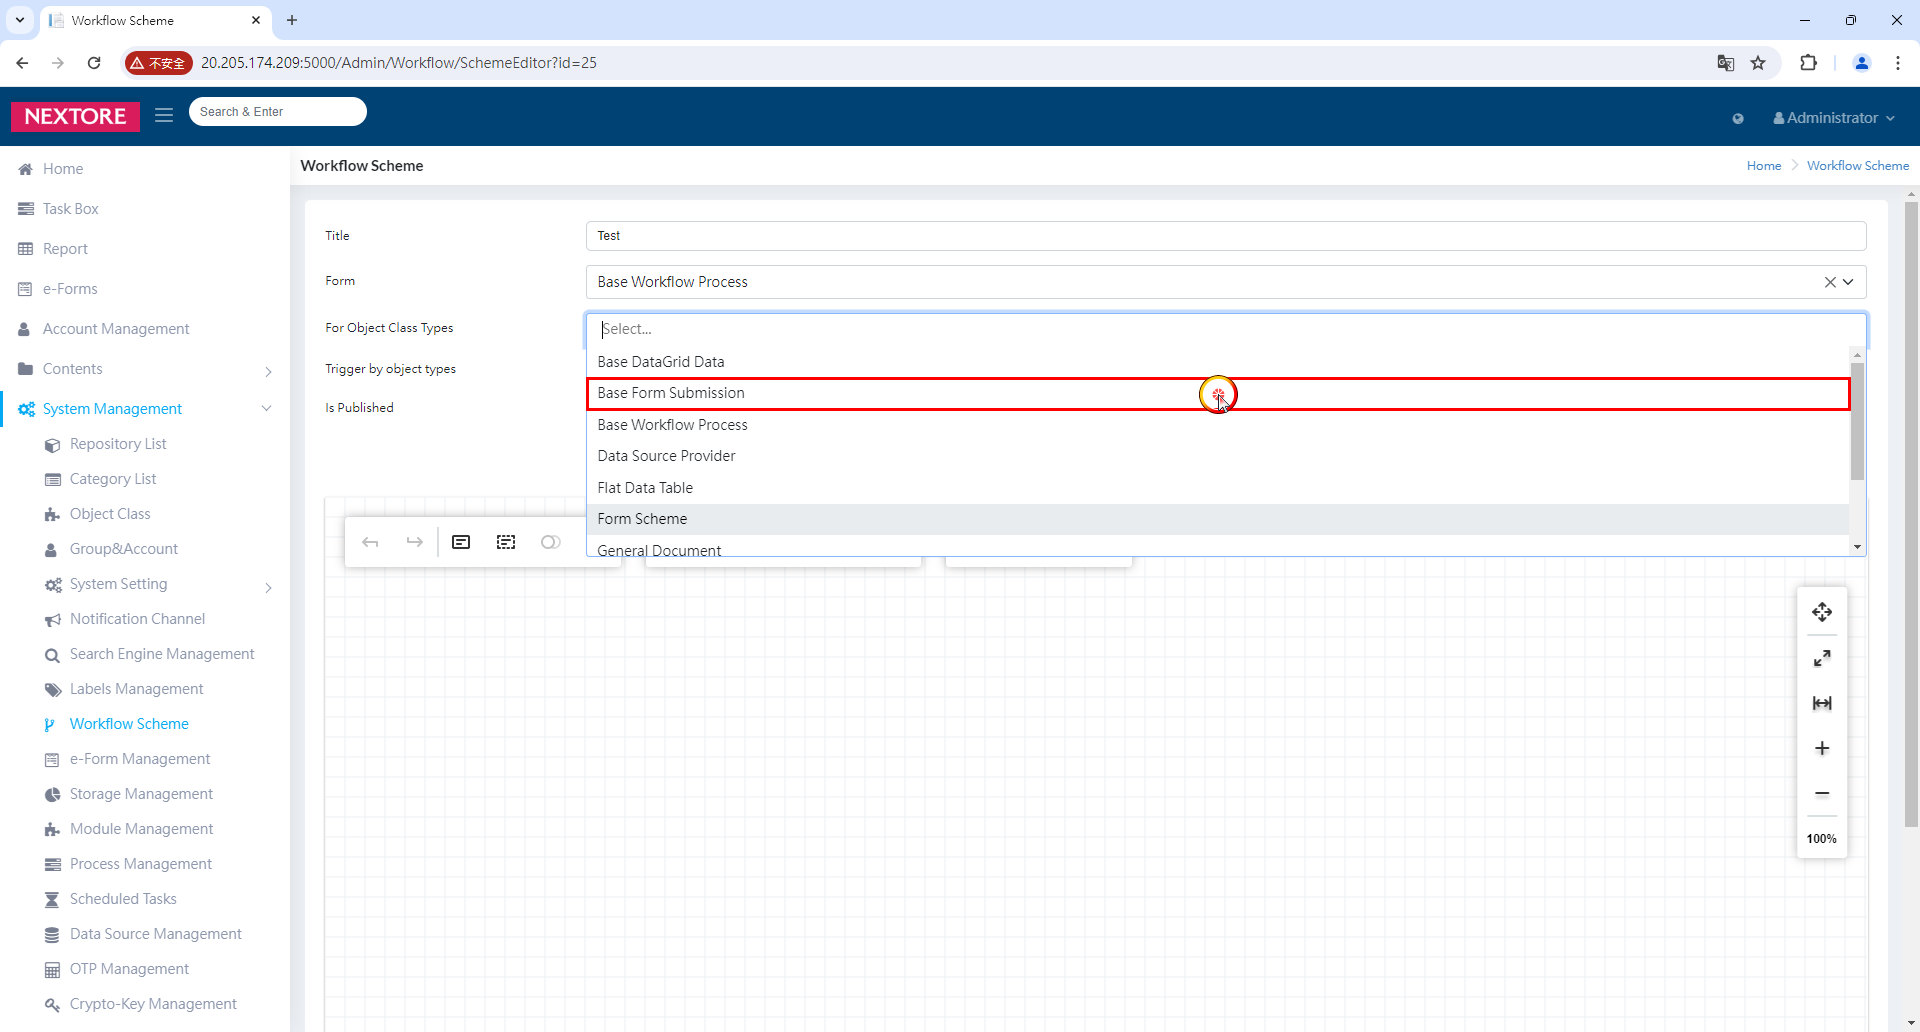 Workflow Scheme
不安全
20.205.174.209:5000/Admin/Workflow/SchemeEditor?id=25
NEXTORE
Search & Enter
Administrator
Home
Task Box
Report
e-Forms
Account Management
Contents
System Management
Repository List
Category List
Object Class
Group&Account
System Setting
Notification Channel
Search Engine Management
Labels Management
Workflow Scheme
e-Form Management
Storage Management
Module Management
Process Management
Scheduled Tasks
Data Source Management
OTP Management
Crypto-Key Management
Workflow Scheme
Home
Workflow Scheme
Title
Test
Form
Base Workflow Process
For Object Class Types
Select...
Trigger by object types
Is Published
Base DataGrid Data
Base Form Submission
Base Workflow Process
Data Source Provider
Flat Data Table
Form Scheme
General Document
100%